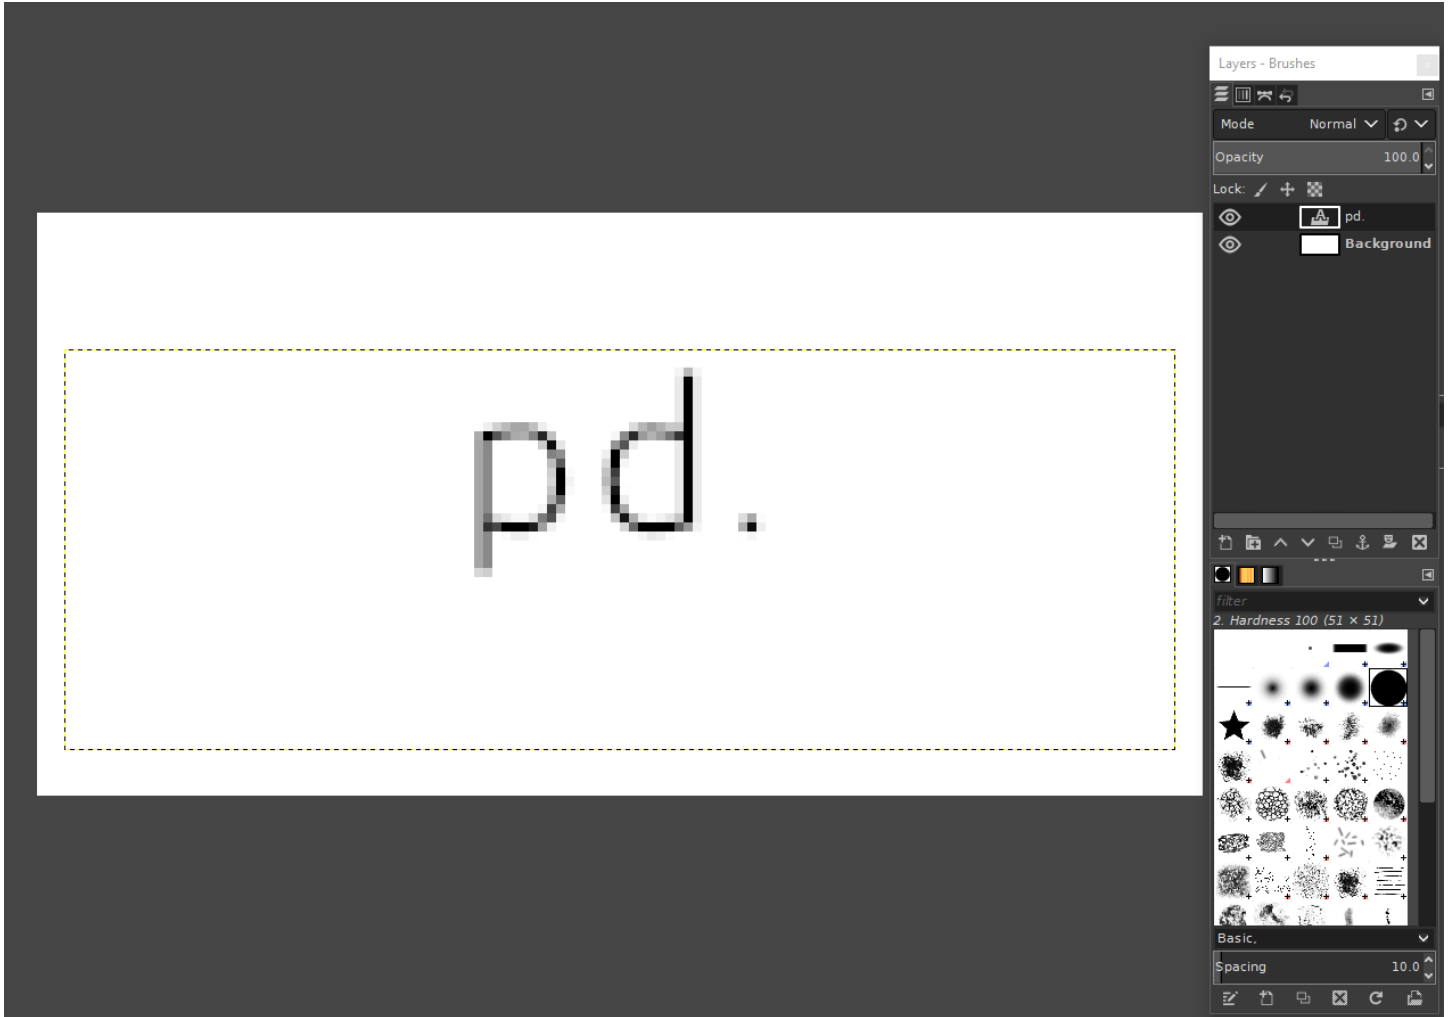 Layers - Brushes
Mode Normal
Opacity 100.0
Lock:
pd.
Background
pd.
filter
2. Hardness 100 (51 × 51)
Basic,
Spacing 10.0